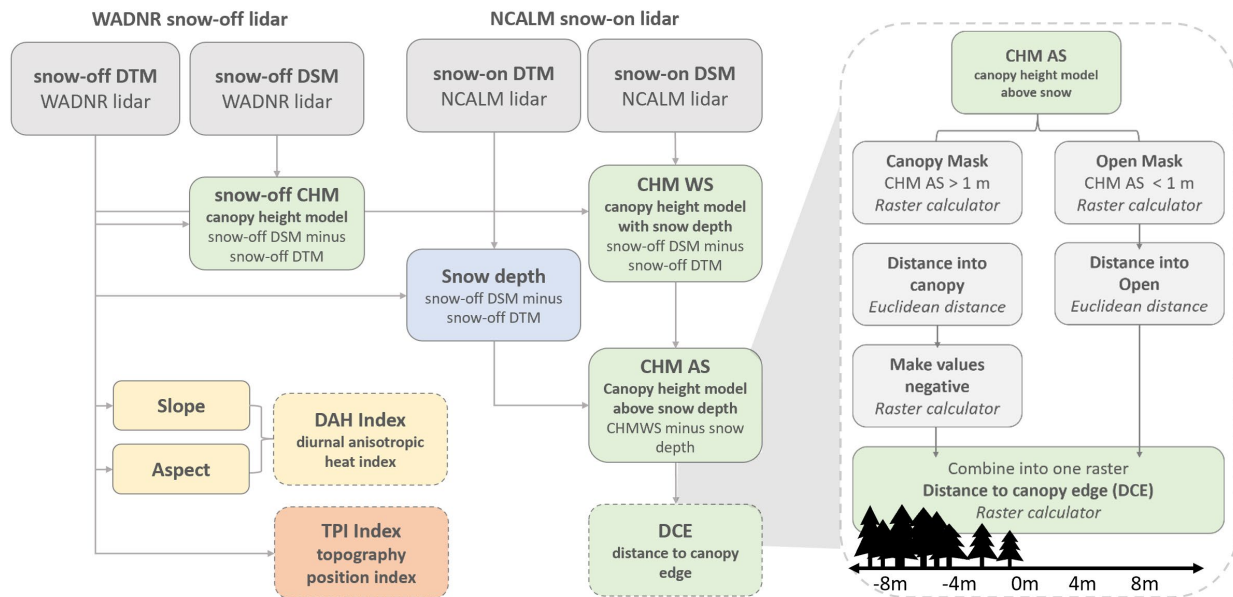 WADNR snow-off lidar
NCALM snow-on lidar
snow-off DTM
WADNR lidar
snow-off DSM
WADNR lidar
snow-on DTM
NCALM lidar
snow-on DSM
NCALM lidar
snow-off CHM
canopy height model
snow-off DSM minus
snow-off DTM
CHM WS
canopy height model
with snow depth
snow-off DSM minus
snow-off DTM
Snow depth
snow-off DSM minus
snow-off DTM
CHM AS
Canopy height model
above snow depth
CHMWS minus snow
depth
Slope
Aspect
DAH Index
diurnal anisotropic
heat index
TPI Index
topography
position index
DCE
distance to canopy
edge
CHM AS
canopy height model
above snow
Canopy Mask
CHM AS > 1 m
Raster calculator
Open Mask
CHM AS < 1 m
Raster calculator
Distance into
canopy
Euclidean distance
Distance into
Open
Euclidean distance
Make values
negative
Raster calculator
Combine into one raster
Distance to canopy edge (DCE)
Raster calculator
-8m -4m 0m 4m 8m